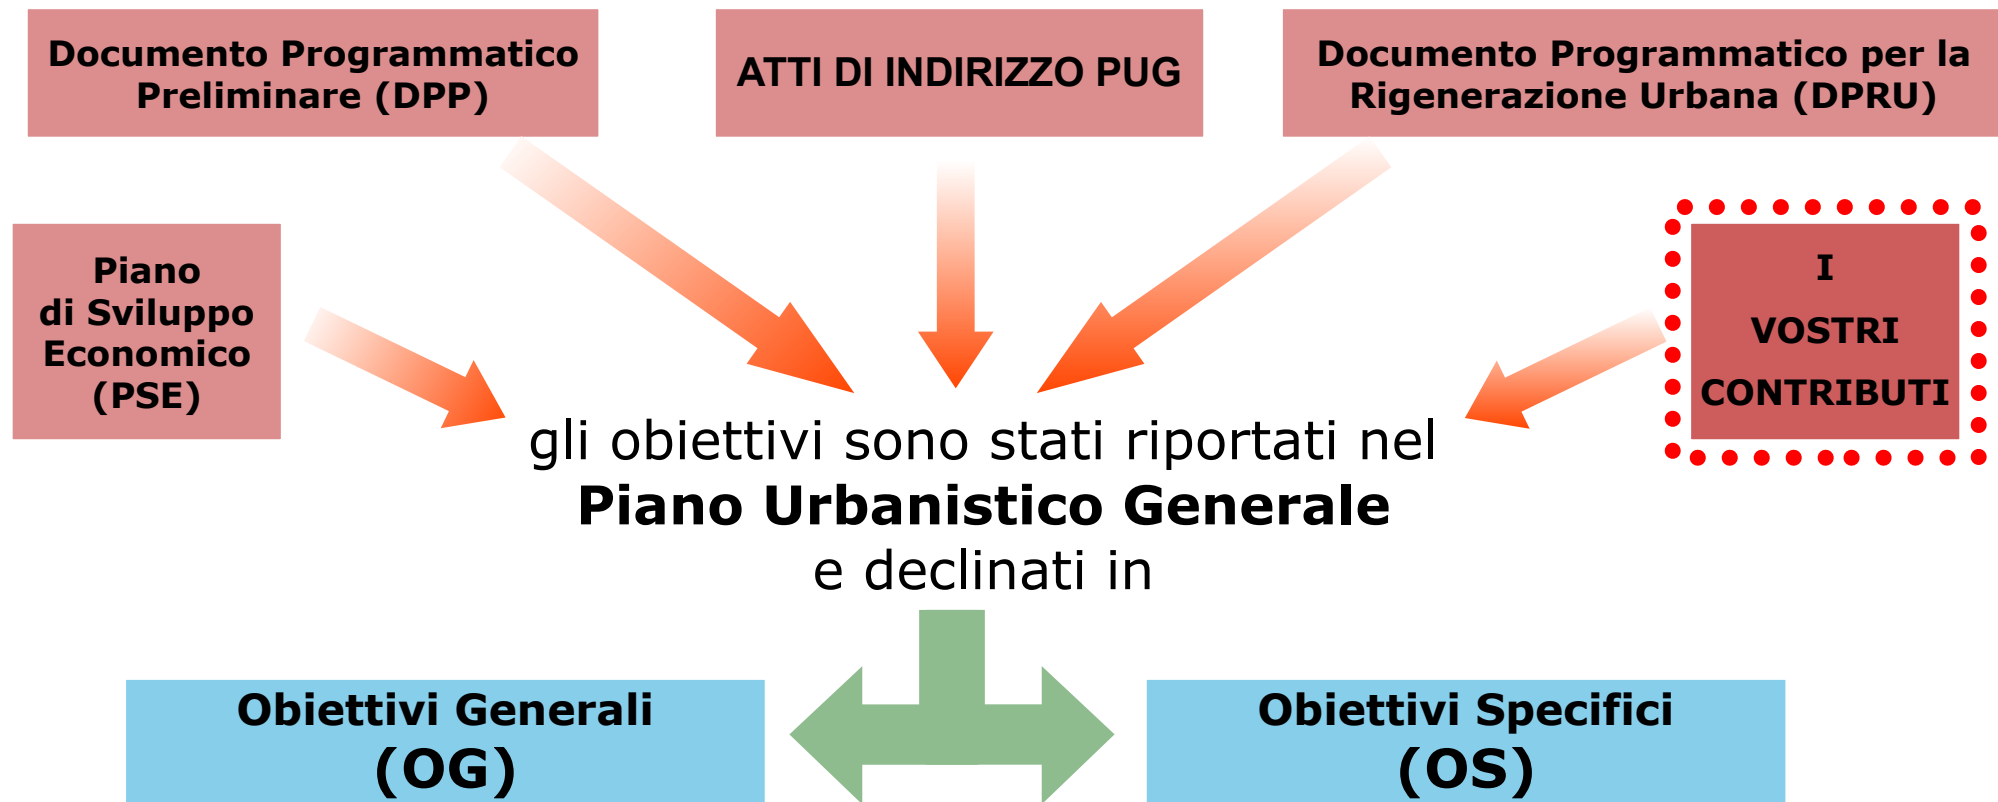 Documento Programmatico
Preliminare (DPP)
ATTI DI INDIRIZZO PUG
Documento Programmatico per la
Rigenerazione Urbana (DPRU)
Piano
di Sviluppo
Economico
(PSE)
I
VOSTRI
CONTRIBUTI
gli obiettivi sono stati riportati nel
Piano Urbanistico Generale
e declinati in
Obiettivi Generali
(OG)
Obiettivi Specifici
(OS)